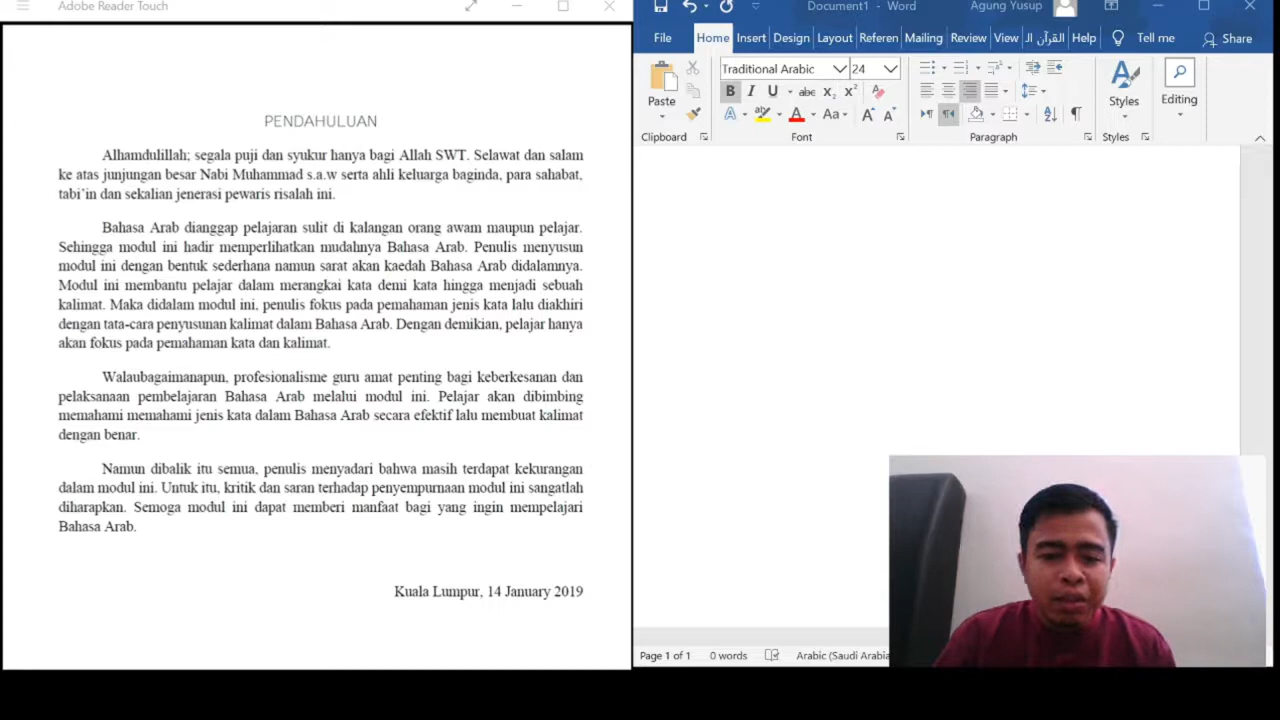 Adobe Reader Touch
PENDAHULUAN
Alhamdulillah; segala puji dan syukur hanya bagi Allah SWT. Selawat dan salam
ke atas junjungan besar Nabi Muhammad s.a.w serta ahli keluarga baginda, para sahabat,
tabi'in dan sekalian jenerasi pewaris risalah ini.
Bahasa Arab dianggap pelajaran sulit di kalangan orang awam maupun pelajar.
Sehingga modul ini hadir memperlihatkan mudahnya Bahasa Arab. Penulis menyusun
modul ini dengan bentuk sederhana namun sarat akan kaedah Bahasa Arab didalamnya.
Modul ini membantu pelajar dalam merangkai kata demi kata hingga menjadi sebuah
kalimat. Maka didalam modul ini, penulis fokus pada pemahaman jenis kata lalu diakhiri
dengan tata-cara penyusunan kalimat dalam Bahasa Arab. Dengan demikian, pelajar hanya
akan fokus pada pemahaman kata dan kalimat.
Walaubagaimanapun, profesionalisme guru amat penting bagi keberkesanan dan
pelaksanaan pembelajaran Bahasa Arab melalui modul ini. Pelajar akan dibimbing
memahami memahami jenis kata dalam Bahasa Arab secara efektif lalu membuat kalimat
dengan benar.
Namun dibalik itu semua, penulis menyadari bahwa masih terdapat kekurangan
dalam modul ini. Untuk itu, kritik dan saran terhadap penyempurnaan modul ini sangatlah
diharapkan. Semoga modul ini dapat memberi manfaat bagi yang ingin mempelajari
Bahasa Arab.
Kuala Lumpur, 14 January 2019
Document1 - Word Agung Yusup
File Home Insert Design Layout Referen Mailing Review View القرآن الـ Help Tell me Share
Traditional Arabic 24
B I U abc X₂ X²
Paste Styles Editing
A Aa A A
Clipboard Font Paragraph Styles
Page 1 of 1 0 words Arabic (Saudi Arabia